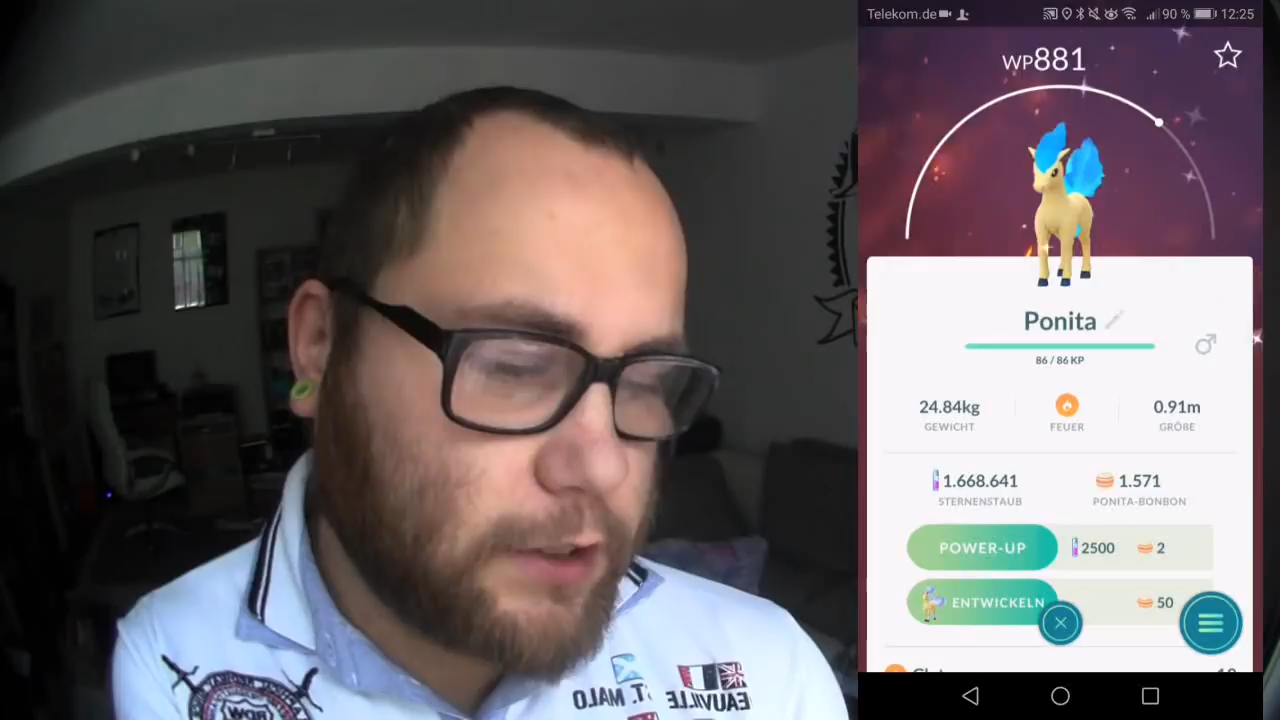 Telekom.de 90 % 12:25
WP881
Ponita
86 / 86 KP
24.84kg
GEWICHT
FEUER
0.91m
GRÖßE
1.668.641
STERNENSTAUB
1.571
PONITA-BONBON
POWER-UP 2500 2
ENTWICKELN 50
ST. MALO
EAUVILLE